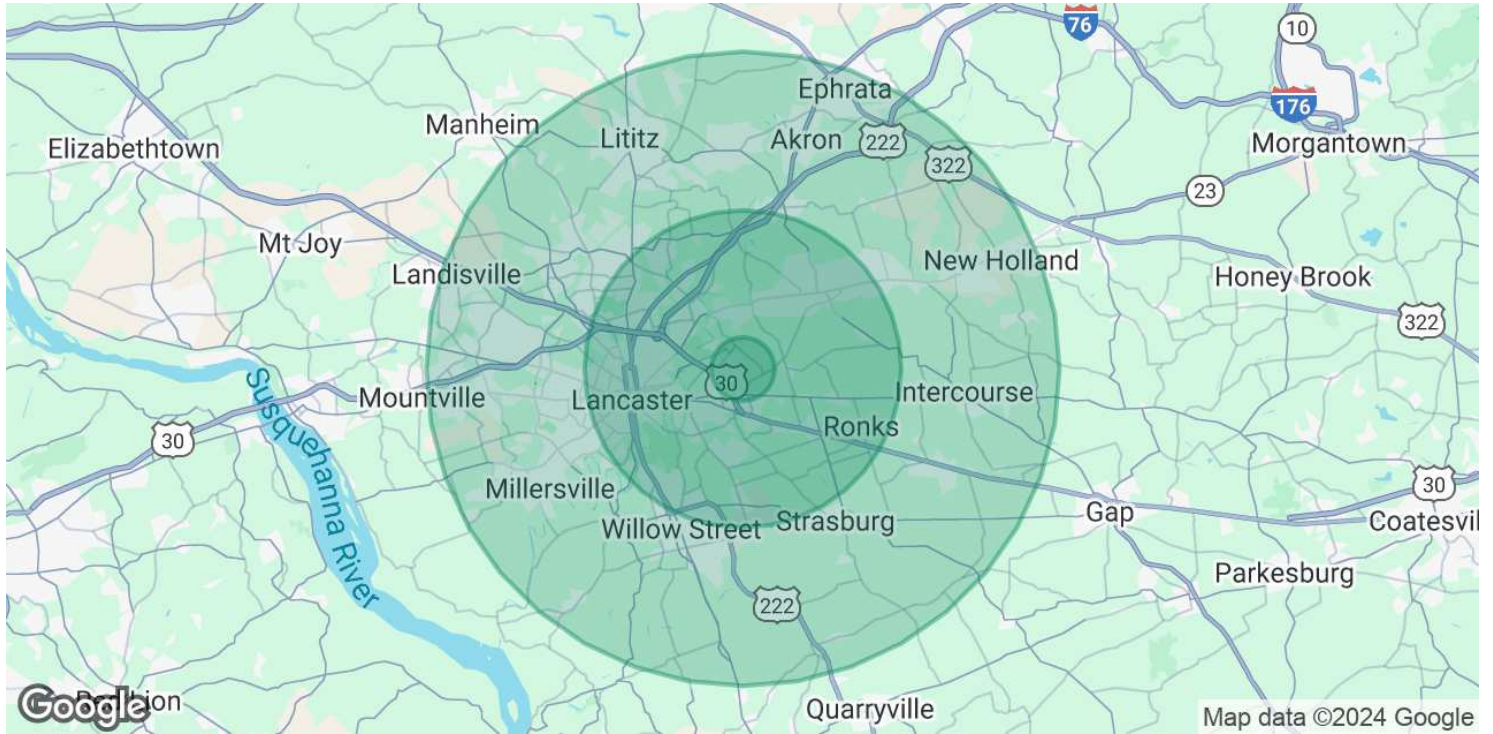 76
10
Ephrata
176
Manheim
Lititz
Akron
222
Elizabethtown
Morgantown
322
23
Mt Joy
Landisville
New Holland
Honey Brook
322
Susquehanna River
30
Mountville
Lancaster
Intercourse
Ronks
30
30
Millersville
Willow Street
Strasburg
Gap
Coatesvil
Parkesburg
222
Google
Quarryville
Map data ©2024 Google